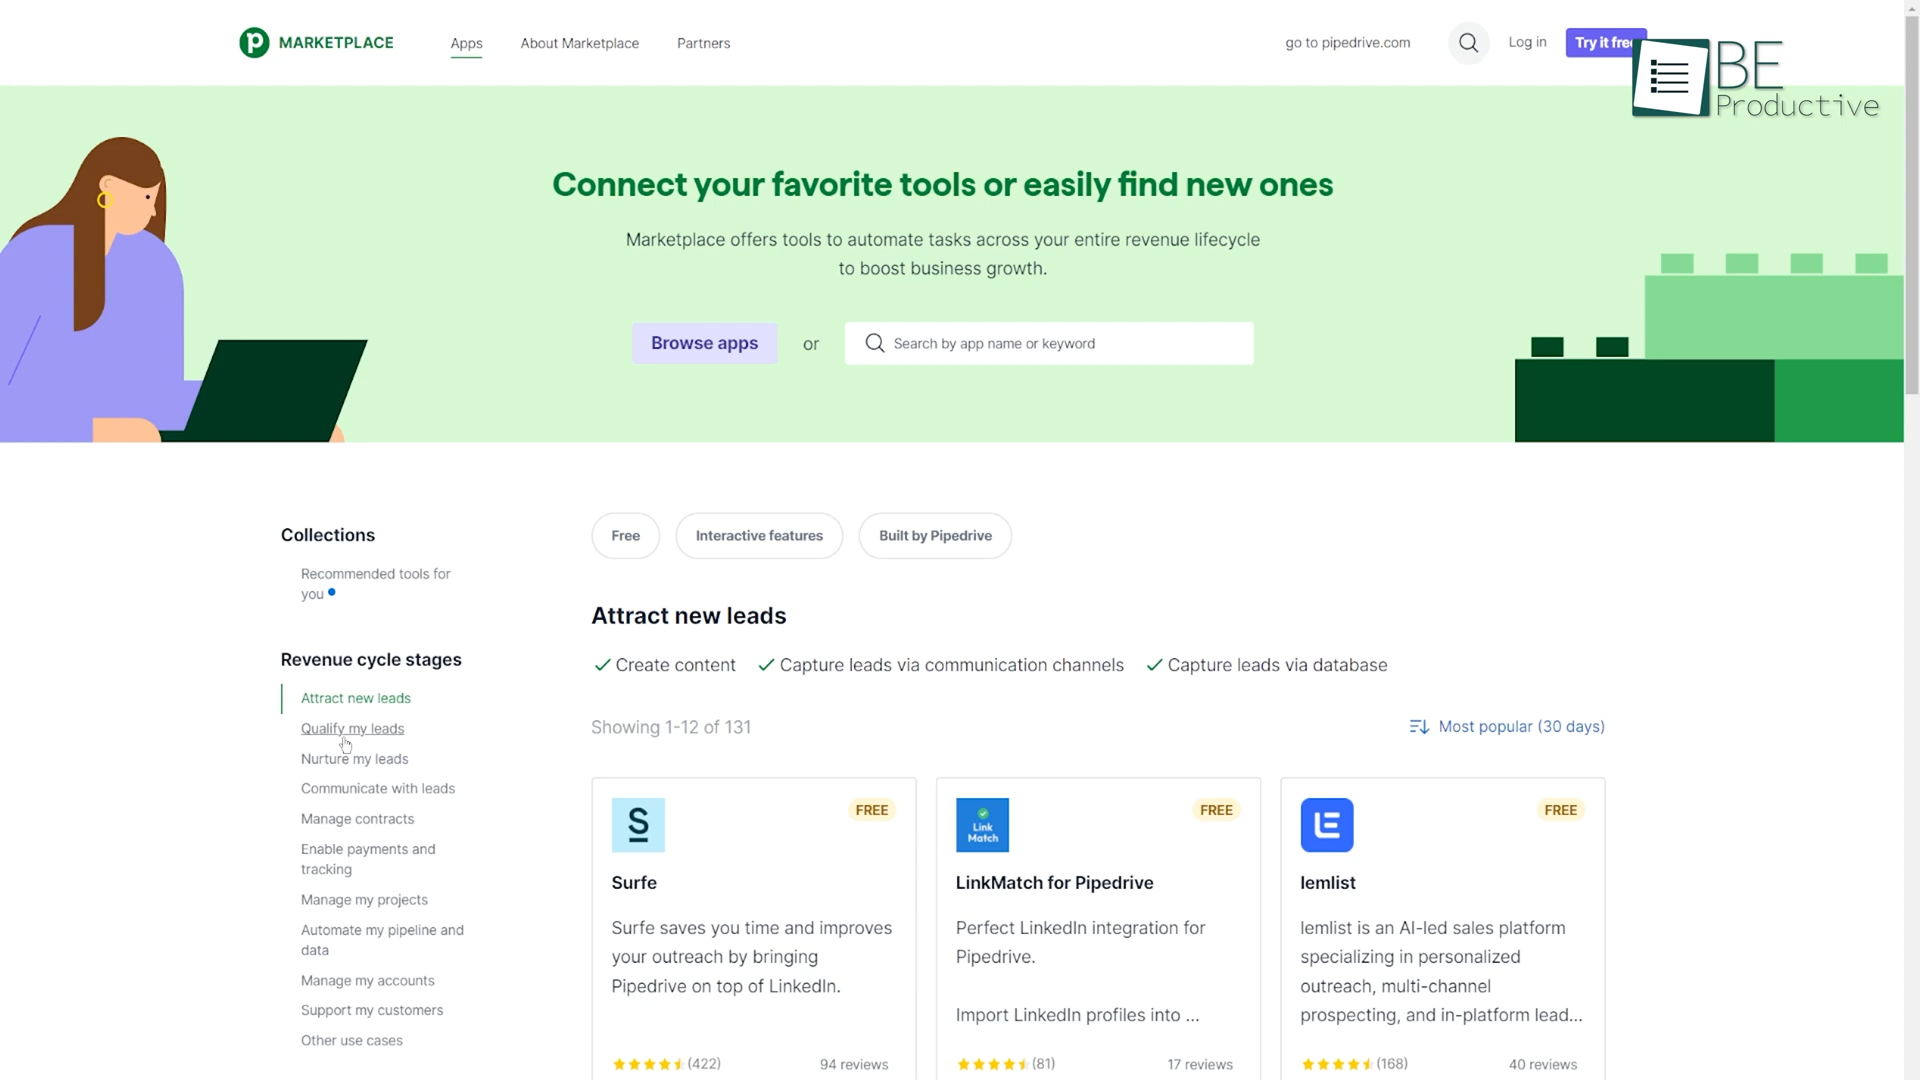 MARKETPLACE
Apps
About Marketplace
Partners
go to pipedrive.com
Log in
Try it free
BE
Productive
Connect your favorite tools or easily find new ones
Marketplace offers tools to automate tasks across your entire revenue lifecycle
to boost business growth.
Browse apps
or
Search by app name or keyword
Collections
Recommended tools for
you
Revenue cycle stages
Attract new leads
Qualify my leads
Nurture my leads
Communicate with leads
Manage contracts
Enable payments and
tracking
Manage my projects
Automate my pipeline and
data
Manage my accounts
Support my customers
Other use cases
Free
Interactive features
Built by Pipedrive
Attract new leads
Create content
Capture leads via communication channels
Capture leads via database
Showing 1-12 of 131
Most popular (30 days)
S
FREE
Surfe
Surfe saves you time and improves
your outreach by bringing
Pipedrive on top of LinkedIn.
(422)
94 reviews
Link
Match
FREE
LinkMatch for Pipedrive
Perfect LinkedIn integration for
Pipedrive.
Import LinkedIn profiles into ...
(81)
17 reviews
FREE
lemlist
lemlist is an AI-led sales platform
specializing in personalized
outreach, multi-channel
prospecting, and in-platform lead...
(168)
40 reviews